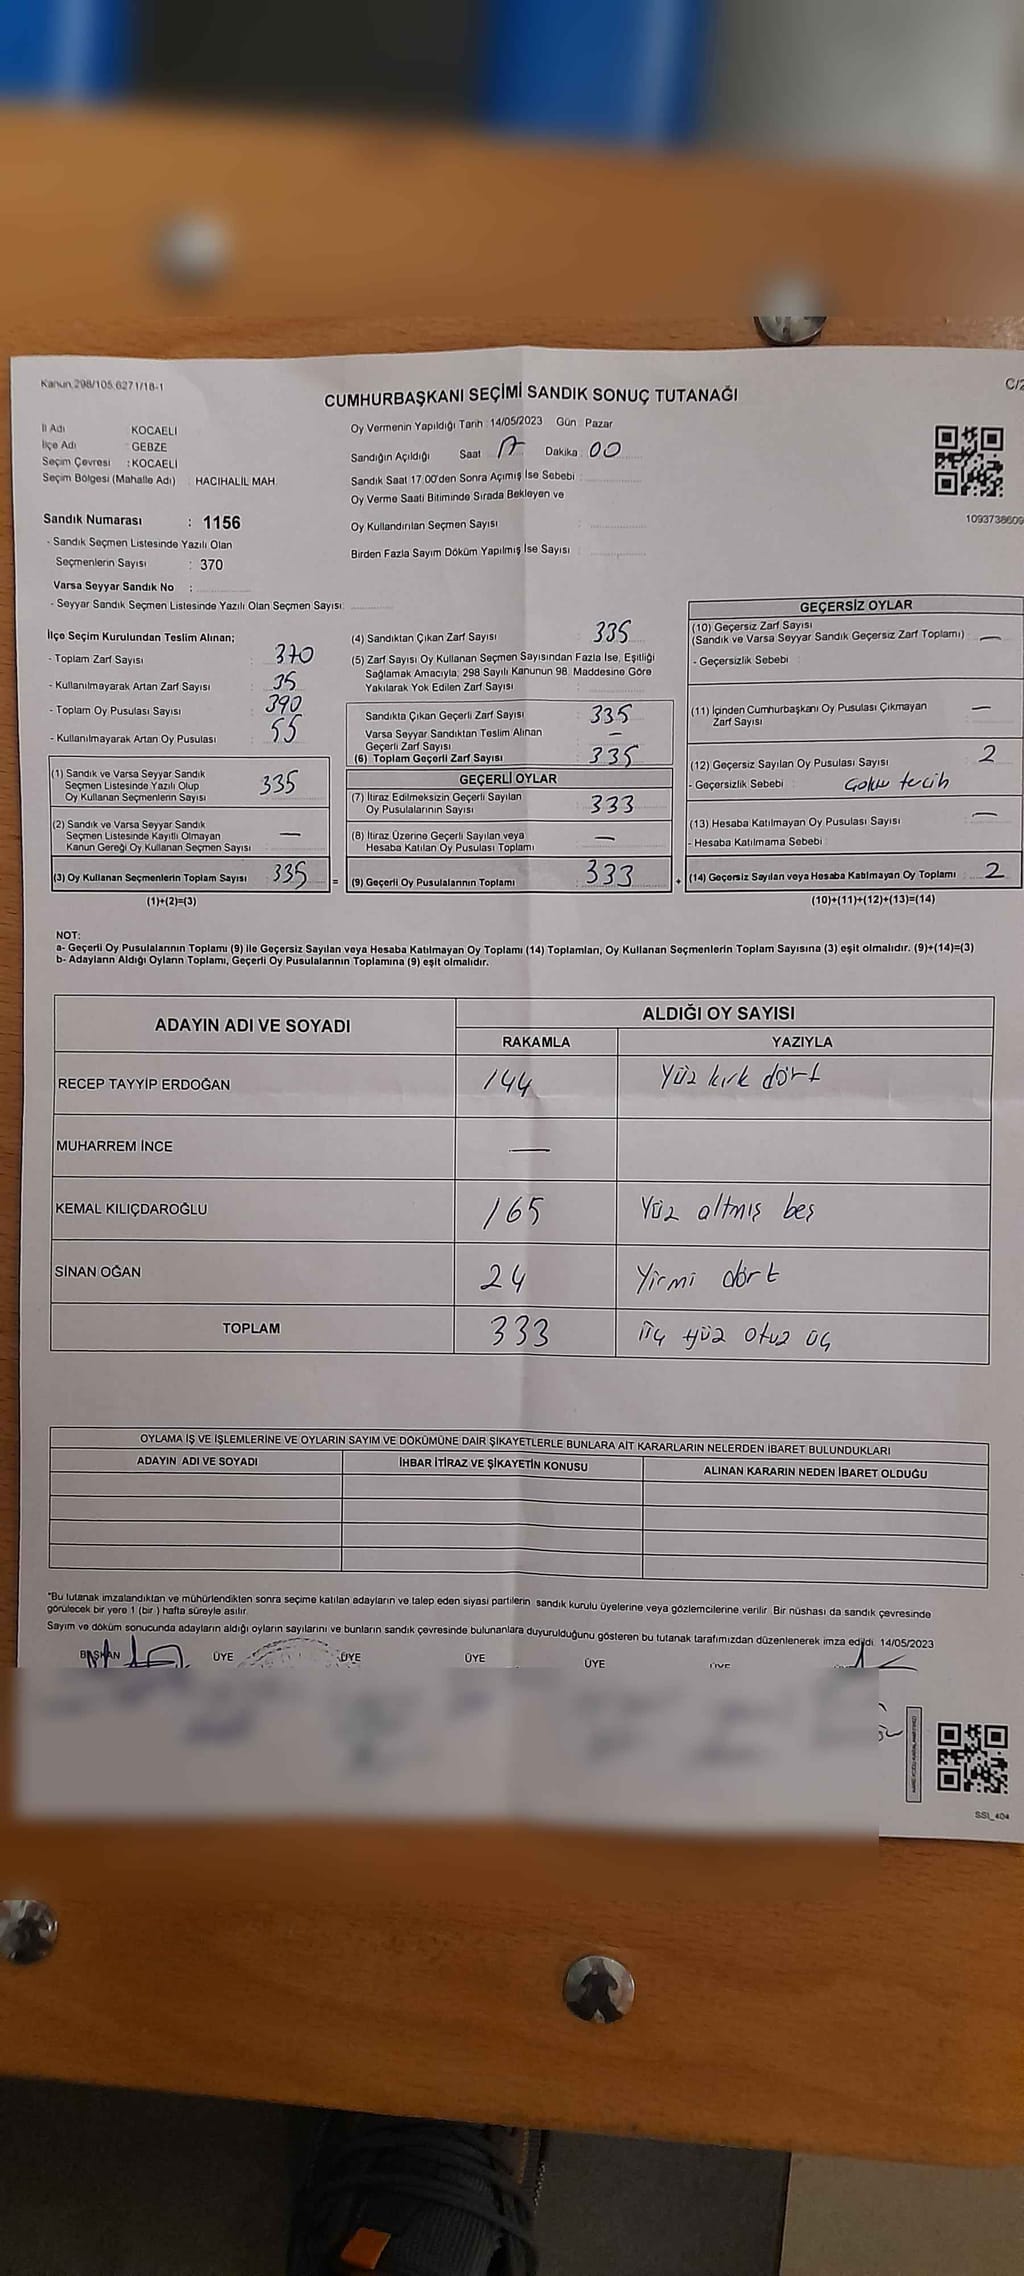 Kanun,298/105,6271/18-1
C/2
CUMHURBAŞKANI SEÇİMİ SANDIK SONUÇ TUTANAĞI
İl Adı KOCAELİ
İlçe Adı : GEBZE
Seçim Çevresi : KOCAELİ
Seçim Bölgesi (Mahalle Adı) : HACIHALİL MAH.
Oy Vermenin Yapıldığı Tarih : 14/05/2023 Gün : Pazar
Sandığın Açıldığı Saat 17 Dakika : 00
Sandık Saat 17:00'den Sonra Açımış İse Sebebi :
Oy Verme Saati Bitiminde Sırada Bekleyen ve
Oy Kullandırılan Seçmen Sayısı :
Birden Fazla Sayım Döküm Yapılmış İse Sayısı :
1093738609
Sandık Numarası : 1156
- Sandık Seçmen Listesinde Yazılı Olan
Seçmenlerin Sayısı : 370
Varsa Seyyar Sandık No :
- Seyyar Sandık Seçmen Listesinde Yazılı Olan Seçmen Sayısı:
İlçe Seçim Kurulundan Teslim Alınan;
- Toplam Zarf Sayısı : 370
- Kullanılmayarak Artan Zarf Sayısı : 35
- Toplam Oy Pusulası Sayısı : 390
- Kullanılmayarak Artan Oy Pusulası : 55
(1) Sandık ve Varsa Seyyar Sandık
Seçmen Listesinde Yazılı Olup
Oy Kullanan Seçmenlerin Sayısı 335
(2) Sandık ve Varsa Seyyar Sandık
Seçmen Listesinde Kayıtlı Olmayan
Kanun Gereği Oy Kullanan Seçmen Sayısı —
(3) Oy Kullanan Seçmenlerin Toplam Sayısı 335 =
(1)+(2)=(3)
(4) Sandıktan Çıkan Zarf Sayısı : 335
(5) Zarf Sayısı Oy Kullanan Seçmen Sayısından Fazla İse, Eşitliği
Sağlamak Amacıyla; 298 Sayılı Kanunun 98. Maddesine Göre
Yakılarak Yok Edilen Zarf Sayısı :
Sandıkta Çıkan Geçerli Zarf Sayısı : 335
Varsa Seyyar Sandıktan Teslim Alınan
Geçerli Zarf Sayısı : —
(6) Toplam Geçerli Zarf Sayısı : 335
GEÇERLİ OYLAR
(7) İtiraz Edilmeksizin Geçerli Sayılan
Oy Pusulalarının Sayısı : 333
(8) İtiraz Üzerine Geçerli Sayılan veya
Hesaba Katılan Oy Pusulası Toplamı : —
(9) Geçerli Oy Pusulalarının Toplamı : 333 +
GEÇERSİZ OYLAR
(10) Geçersiz Zarf Sayısı
(Sandık ve Varsa Seyyar Sandık Geçersiz Zarf Toplamı) : —
- Geçersizlik Sebebi :
(11) İçinden Cumhurbaşkanı Oy Pusulası Çıkmayan
Zarf Sayısı : —
(12) Geçersiz Sayılan Oy Pusulası Sayısı : 2
- Geçersizlik Sebebi : tercih
(13) Hesaba Katılmayan Oy Pusulası Sayısı : —
- Hesaba Katılmama Sebebi :
(14) Geçersiz Sayılan veya Hesaba Katılmayan Oy Toplamı : 2
(10)+(11)+(12)+(13)=(14)
NOT:
a- Geçerli Oy Pusulalarının Toplamı (9) ile Geçersiz Sayılan veya Hesaba Katılmayan Oy Toplamı (14) Toplamları, Oy Kullanan Seçmenlerin Toplam Sayısına (3) eşit olmalıdır. (9)+(14)=(3)
b- Adayların Aldığı Oyların Toplamı, Geçerli Oy Pusulalarının Toplamına (9) eşit olmalıdır.
ADAYIN ADI VE SOYADI
ALDIĞI OY SAYISI
RAKAMLA YAZIYLA
RECEP TAYYİP ERDOĞAN 144 Yüz kırk dört
MUHARREM İNCE —
KEMAL KILIÇDAROĞLU 165 Yüz altmış beş
SİNAN OĞAN 24 Yirmi dört
TOPLAM 333 üç yüz otuz üç
OYLAMA İŞ VE İŞLEMLERİNE VE OYLARIN SAYIM VE DÖKÜMÜNE DAİR ŞİKAYETLERLE BUNLARA AİT KARARLARIN NELERDEN İBARET BULUNDUKLARI
ADAYIN ADI VE SOYADI İHBAR İTİRAZ VE ŞİKAYETİN KONUSU ALINAN KARARIN NEDEN İBARET OLDUĞU
"Bu tutanak imzalandıktan ve mühürlendikten sonra seçime katılan adayların ve talep eden siyasi partilerin sandık kurulu üyelerine veya gözlemcilerine verilir. Bir nüshası da sandık çevresinde
görülecek bir yere 1 (bir ) hafta süreyle asılır.
Sayım ve döküm sonucunda adayların aldığı oyların sayılarını ve bunların sandık çevresinde bulunanlara duyurulduğunu gösteren bu tutanak tarafımızdan düzenlenerek imza edildi. 14/05/2023
BAŞKAN ÜYE ÜYE ÜYE ÜYE
SSI_404